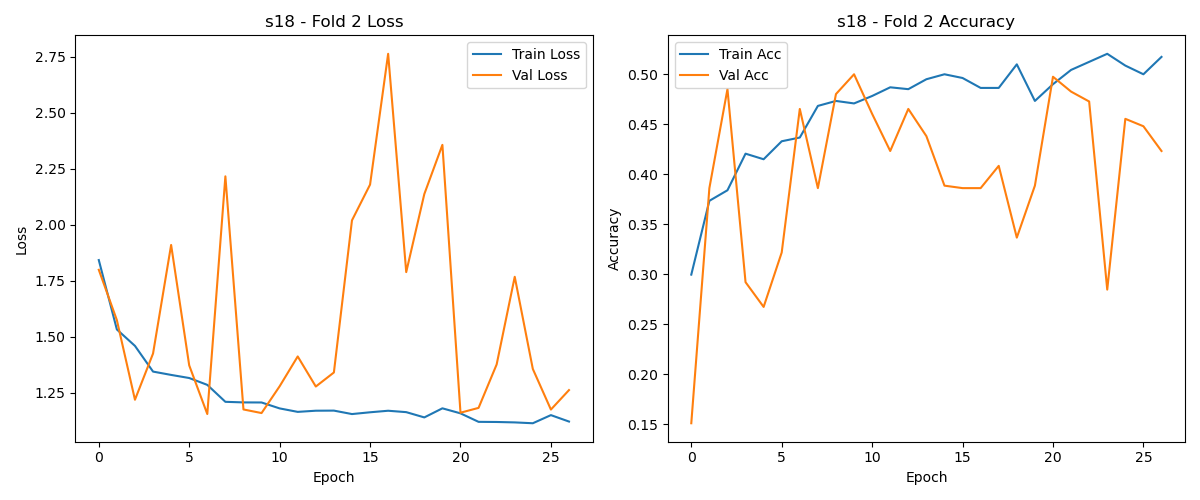 s18 - Fold 2 Loss
Train Loss
Val Loss
2.75
2.50
2.25
2.00
1.75
1.50
1.25
Loss
0
5
10
15
20
25
Epoch
s18 - Fold 2 Accuracy
Train Acc
Val Acc
0.50
0.45
0.40
0.35
0.30
0.25
0.20
0.15
Accuracy
0
5
10
15
20
25
Epoch